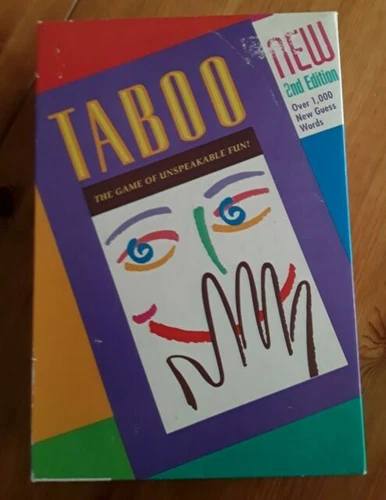 TABOO
THE GAME OF UNSPEAKABLE FUN!
NEW
2nd Edition
Over 1,000
New Guess
Words